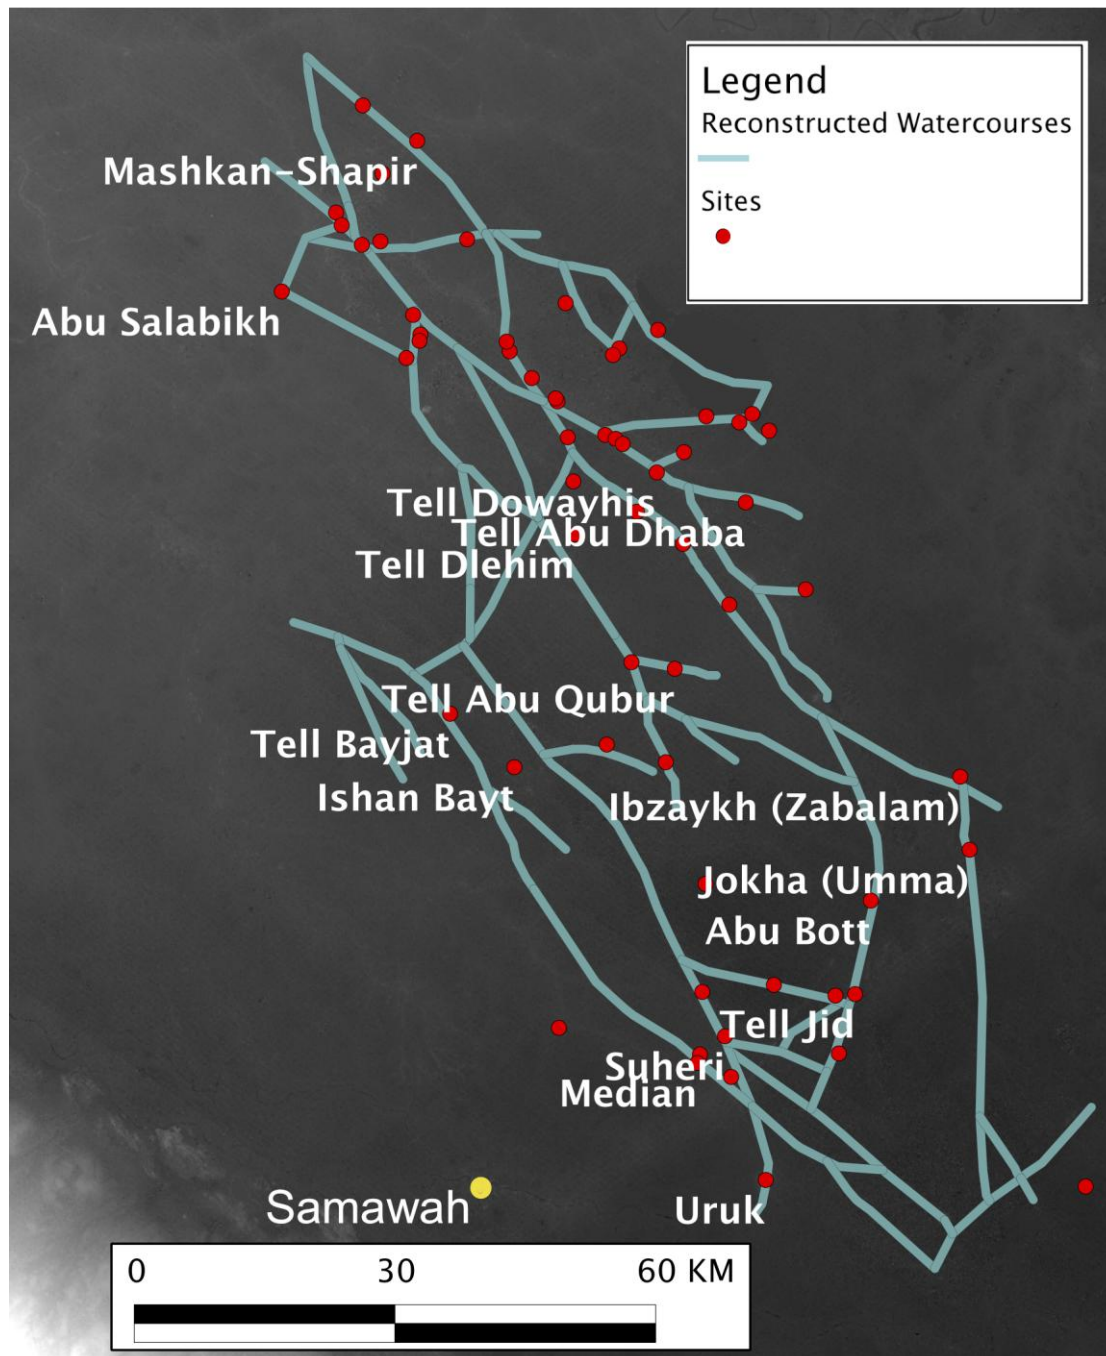 Legend
Reconstructed Watercourses
Sites
Mashkan-Shapir
Abu Salabikh
Tell Dowayhis
Tell Abu Dhaba
Tell Dlehim
Tell Abu Qubur
Tell Bayjat
Ishan Bayt
Ibzaykh (Zabalam)
Jokha (Umma)
Abu Bott
Tell Jid
Suheri
Median
Samawah
Uruk
0 30 60 KM